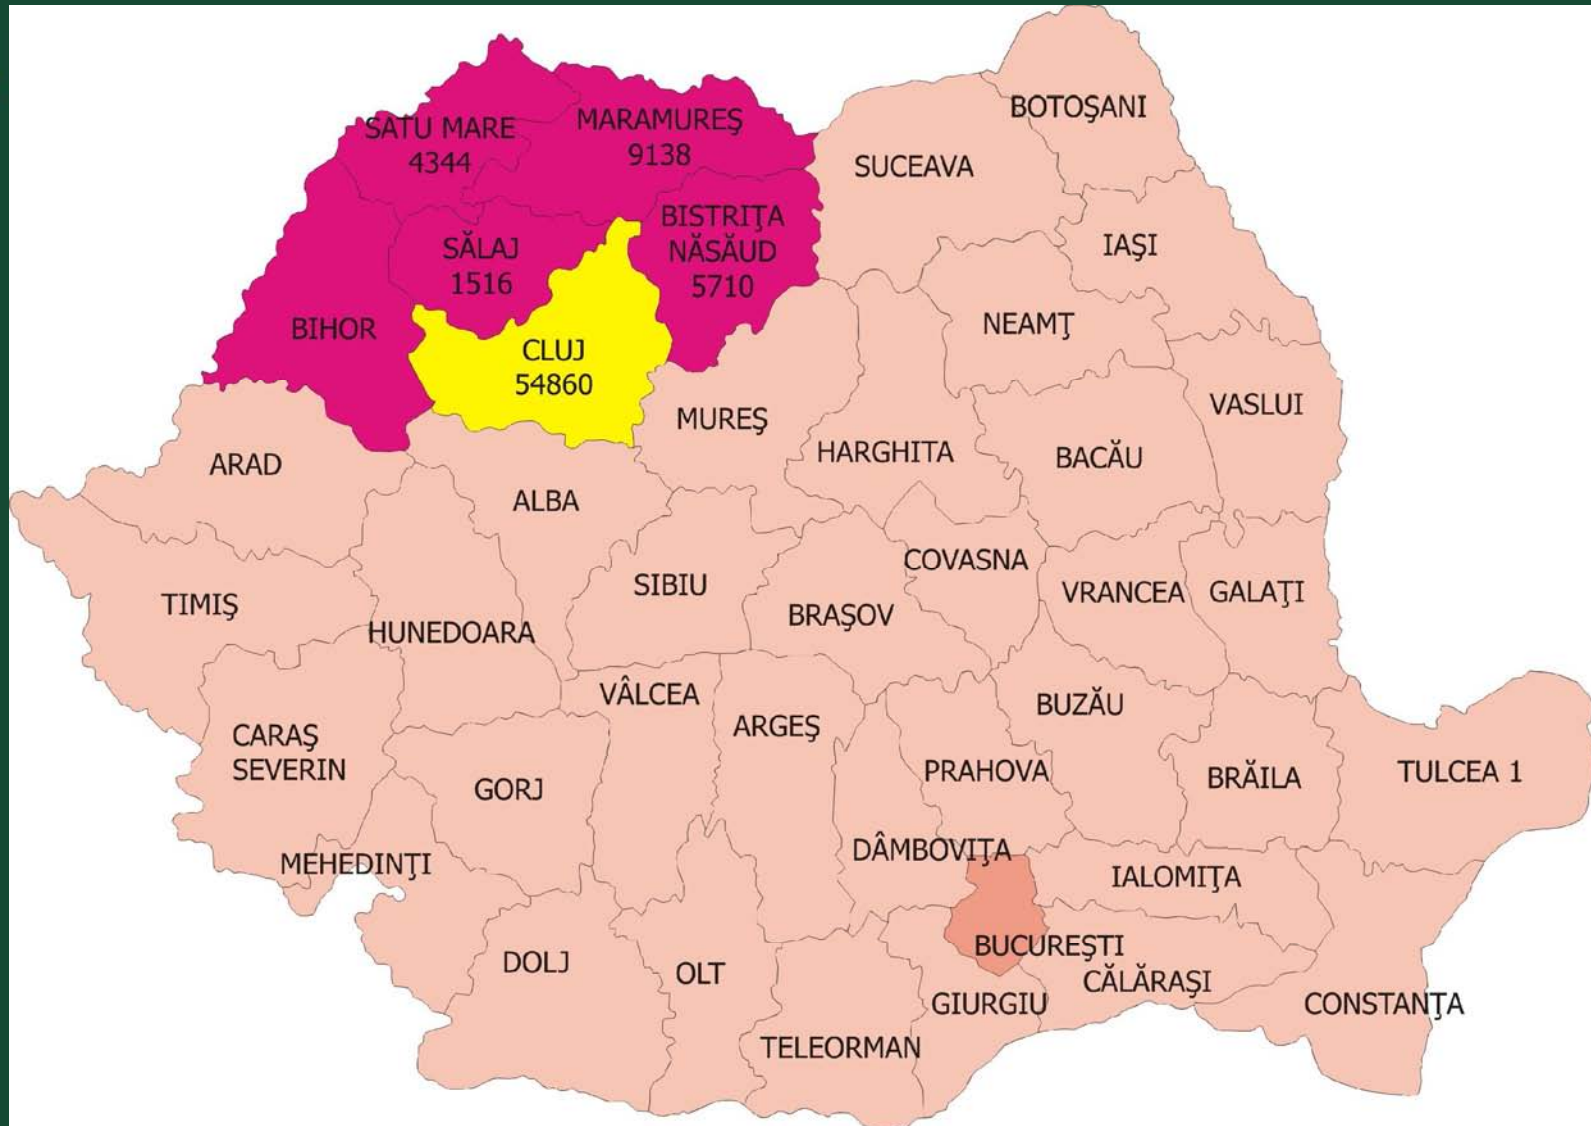 BOTOŞANI
SATU MARE
4344
MARAMUREŞ
9138
SUCEAVA
BISTRIŢA
NĂSĂUD
5710
SĂLAJ
1516
IAŞI
BIHOR
NEAMŢ
CLUJ
54860
VASLUI
MUREŞ
HARGHITA
BACĂU
ARAD
ALBA
COVASNA
SIBIU
VRANCEA
GALAŢI
TIMIŞ
BRAŞOV
HUNEDOARA
VÂLCEA
BUZĂU
ARGEŞ
CARAŞ
SEVERIN
PRAHOVA
BRĂILA
TULCEA 1
GORJ
DÂMBOVIŢA
MEHEDINŢI
IALOMIŢA
BUCUREŞTI
DOLJ
OLT
CĂLĂRAŞI
GIURGIU
CONSTANŢA
TELEORMAN